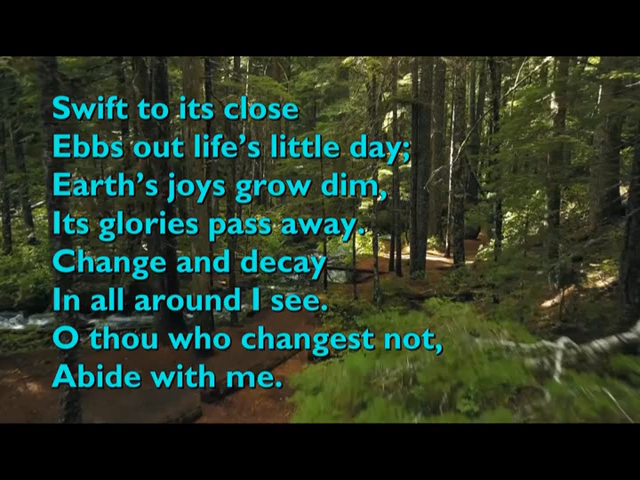 Swift to its close
Ebbs out life's little day;
Earth's joys grow dim,
Its glories pass away.
Change and decay
In all around I see.
O thou who changest not,
Abide with me.